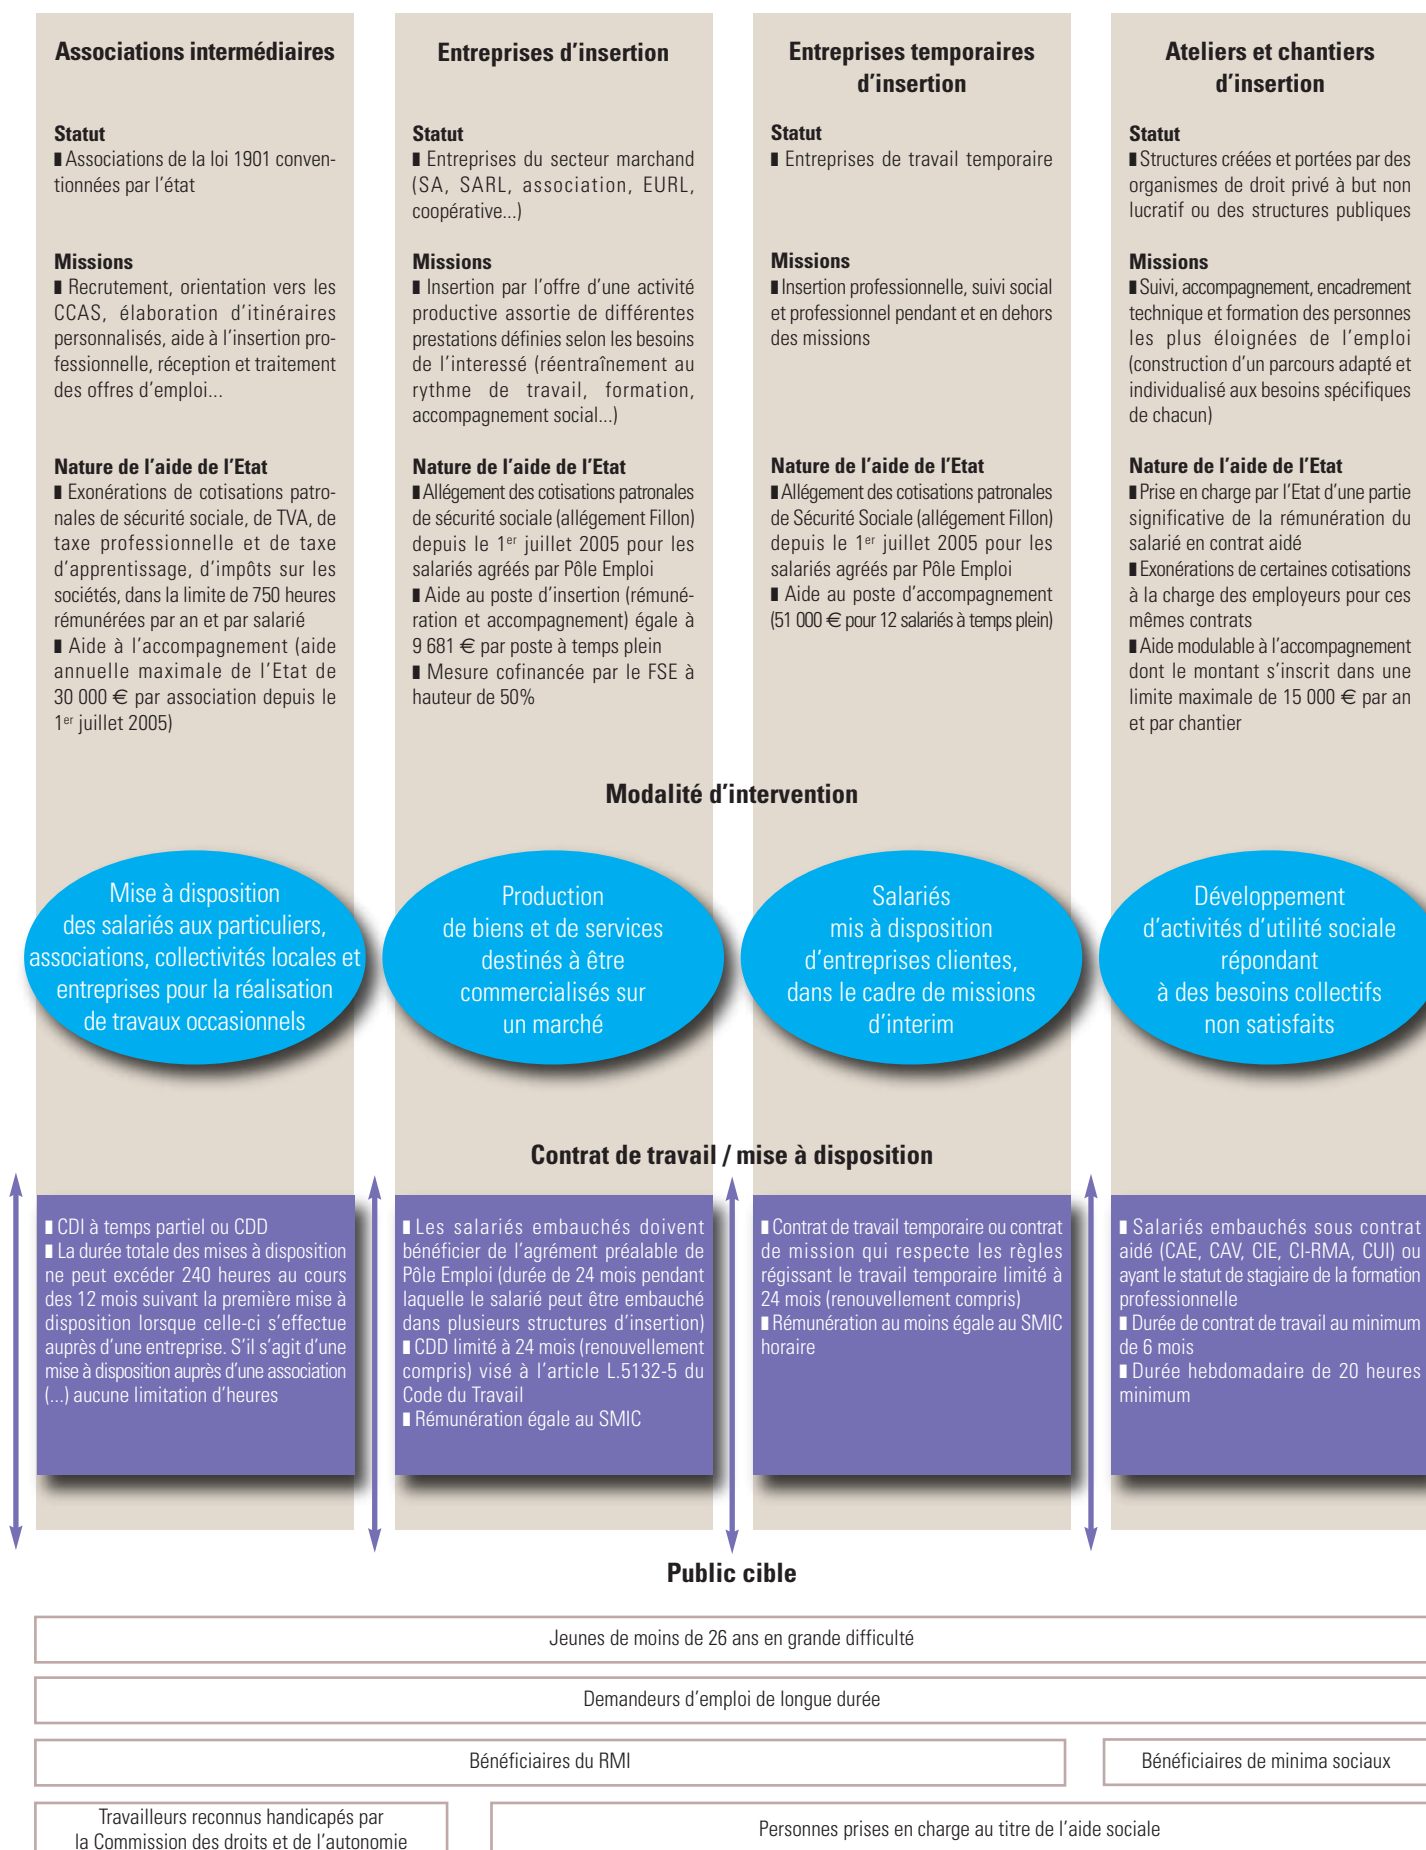 Associations intermédiaires
Statut
▮ Associations de la loi 1901 conven-
tionnées par l’état
Missions
▮ Recrutement, orientation vers les
CCAS, élaboration d’itinéraires
personnalisés, aide à l’insertion pro-
fessionnelle, réception et traitement
des offres d’emploi...
Nature de l’aide de l’Etat
▮ Exonérations de cotisations patro-
nales de sécurité sociale, de TVA, de
taxe professionnelle et de taxe
d’apprentissage, d’impôts sur les
sociétés, dans la limite de 750 heures
rémunérées par an et par salarié
▮ Aide à l’accompagnement (aide
annuelle maximale de l’Etat de
30 000 € par association depuis le
1er juillet 2005)
Entreprises d’insertion
Statut
▮ Entreprises du secteur marchand
(SA, SARL, association, EURL,
coopérative...)
Missions
▮ Insertion par l’offre d’une activité
productive assortie de différentes
prestations définies selon les besoins
de l’interessé (réentraînement au
rythme de travail, formation,
accompagnement social...)
Nature de l’aide de l’Etat
▮ Allégement des cotisations patronales
de sécurité sociale (allégement Fillon)
depuis le 1er juillet 2005 pour les
salariés agréés par Pôle Emploi
▮ Aide au poste d’insertion (rémuné-
ration et accompagnement) égale à
9 681 € par poste à temps plein
▮ Mesure cofinancée par le FSE à
hauteur de 50%
Entreprises temporaires
d’insertion
Statut
▮ Entreprises de travail temporaire
Missions
▮ Insertion professionnelle, suivi social
et professionnel pendant et en dehors
des missions
Nature de l’aide de l’Etat
▮ Allégement des cotisations patronales
de Sécurité Sociale (allégement Fillon)
depuis le 1er juillet 2005 pour les
salariés agréés par Pôle Emploi
▮ Aide au poste d’accompagnement
(51 000 € pour 12 salariés à temps plein)
Ateliers et chantiers
d’insertion
Statut
▮ Structures créées et portées par des
organismes de droit privé à but non
lucratif ou des structures publiques
Missions
▮ Suivi, accompagnement, encadrement
technique et formation des personnes
les plus éloignées de l’emploi
(construction d’un parcours adapté et
individualisé aux besoins spécifiques
de chacun)
Nature de l’aide de l’Etat
▮ Prise en charge par l’Etat d’une partie
significative de la rémunération du
salarié en contrat aidé
▮ Exonérations de certaines cotisations
à la charge des employeurs pour ces
mêmes contrats
▮ Aide modulable à l’accompagnement
dont le montant s’inscrit dans une
limite maximale de 15 000 € par an
et par chantier
Modalité d’intervention
Mise à disposition
des salariés aux particuliers,
associations, collectivités locales et
entreprises pour la réalisation
de travaux occasionnels
Production
de biens et de services
destinés à être
commercialisés sur
un marché
Salariés
mis à disposition
d’entreprises clientes,
dans le cadre de missions
d’interim
Développement
d’activités d’utilité sociale
répondant
à des besoins collectifs
non satisfaits
Contrat de travail / mise à disposition
▮ CDI à temps partiel ou CDD
▮ La durée totale des mises à disposition
ne peut excéder 240 heures au cours
des 12 mois suivant la première mise à
disposition lorsque celle-ci s’effectue
auprès d’une entreprise. S’il s’agit d’une
mise à disposition auprès d’une association
(...) aucune limitation d’heures
▮ Les salariés embauchés doivent
bénéficier de l’agrément préalable de
Pôle Emploi (durée de 24 mois pendant
laquelle le salarié peut être embauché
dans plusieurs structures d’insertion)
▮ CDD limité à 24 mois (renouvellement
compris) visé à l’article L.5132-5 du
Code du Travail
▮ Rémunération égale au SMIC
▮ Contrat de travail temporaire ou contrat
de mission qui respecte les règles
régissant le travail temporaire limité à
24 mois (renouvellement compris)
▮ Rémunération au moins égale au SMIC
horaire
▮ Salariés embauchés sous contrat
aidé (CAE, CAV, CIE, CI-RMA, CUI) ou
ayant le statut de stagiaire de la formation
professionnelle
▮ Durée de contrat de travail au minimum
de 6 mois
▮ Durée hebdomadaire de 20 heures
minimum
Public cible
Jeunes de moins de 26 ans en grande difficulté
Demandeurs d’emploi de longue durée
Bénéficiaires du RMI
Bénéficiaires de minima sociaux
Travailleurs reconnus handicapés par
la Commission des droits et de l’autonomie
Personnes prises en charge au titre de l’aide sociale